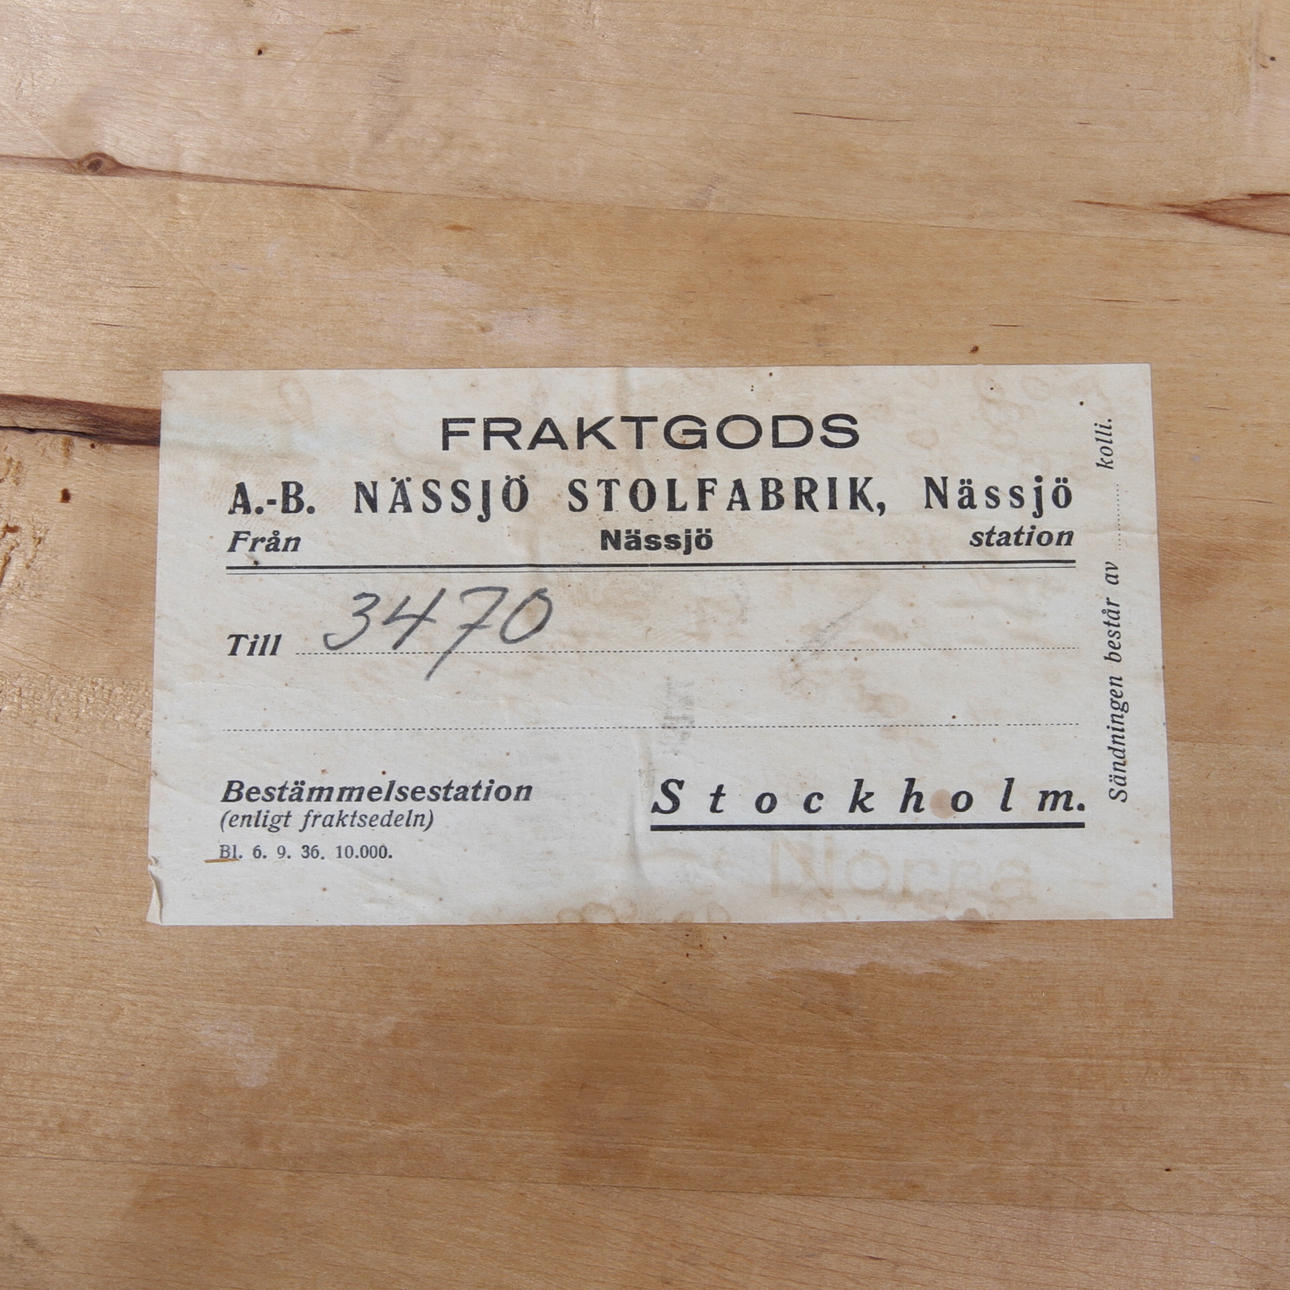 FRAKTGODS
A.-B. NÄSSJÖ STOLFABRIK, Nässjö
Från Nässjö station
Till 3470
Bestämmelsestation Stockholm.
(enligt fraktsedeln)
Bl. 6. 9. 36. 10.000.
Sändningen består av kolli.